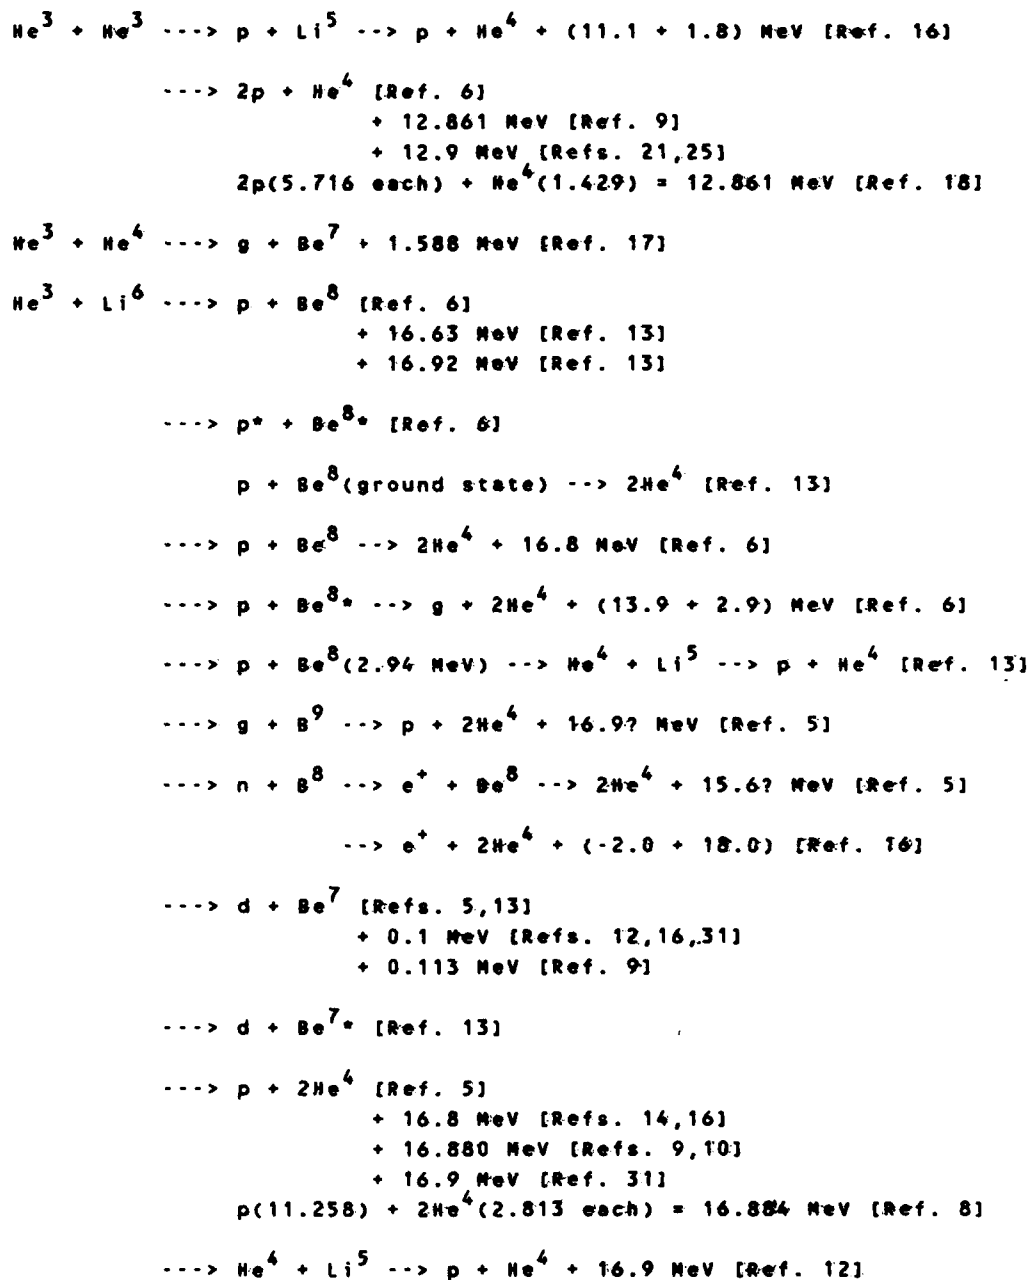 He³ + He³ ---> p + Li⁵ --> p + He⁴ + (11.1 + 1.8) MeV [Ref. 16]
---> 2p + He⁴ [Ref. 6]
+ 12.861 MeV [Ref. 9]
+ 12.9 MeV [Refs. 21,25]
2p(5.716 each) + He⁴(1.429) = 12.861 MeV [Ref. 18]
He³ + He⁴ ---> g + Be⁷ + 1.588 MeV [Ref. 17]
He³ + Li⁶ ---> p + Be⁸ [Ref. 6]
+ 16.63 MeV [Ref. 13]
+ 16.92 MeV [Ref. 13]
---> p* + Be⁸* [Ref. 6]
p + Be⁸(ground state) --> 2He⁴ [Ref. 13]
---> p + Be⁸ --> 2He⁴ + 16.8 MeV [Ref. 6]
---> p + Be⁸* --> g + 2He⁴ + (13.9 + 2.9) MeV [Ref. 6]
---> p + Be⁸(2.94 MeV) --> He⁴ + Li⁵ --> p + He⁴ [Ref. 13]
---> g + B⁹ --> p + 2He⁴ + 16.9? MeV [Ref. 5]
---> n + B⁸ --> e⁺ + Be⁸ --> 2He⁴ + 15.6? MeV [Ref. 5]
--> e⁺ + 2He⁴ + (-2.0 + 18.0) [Ref. 16]
---> d + Be⁷ [Refs. 5,13]
+ 0.1 MeV [Refs. 12,16,31]
+ 0.113 MeV [Ref. 9]
---> d + Be⁷* [Ref. 13]
---> p + 2He⁴ [Ref. 5]
+ 16.8 MeV [Refs. 14,16]
+ 16.880 MeV [Refs. 9,10]
+ 16.9 MeV [Ref. 31]
p(11.258) + 2He⁴(2.813 each) = 16.884 MeV [Ref. 8]
---> He⁴ + Li⁵ --> p + He⁴ + 16.9 MeV [Ref. 12]